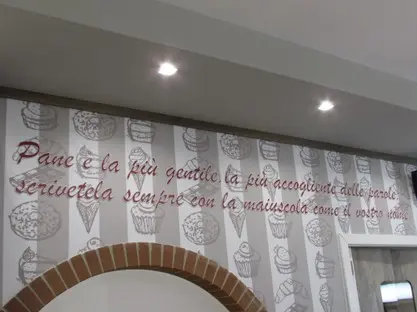 Pane è la più gentile, la più accogliente delle parole
scrivetela sempre con la maiuscola come il vostro nome.